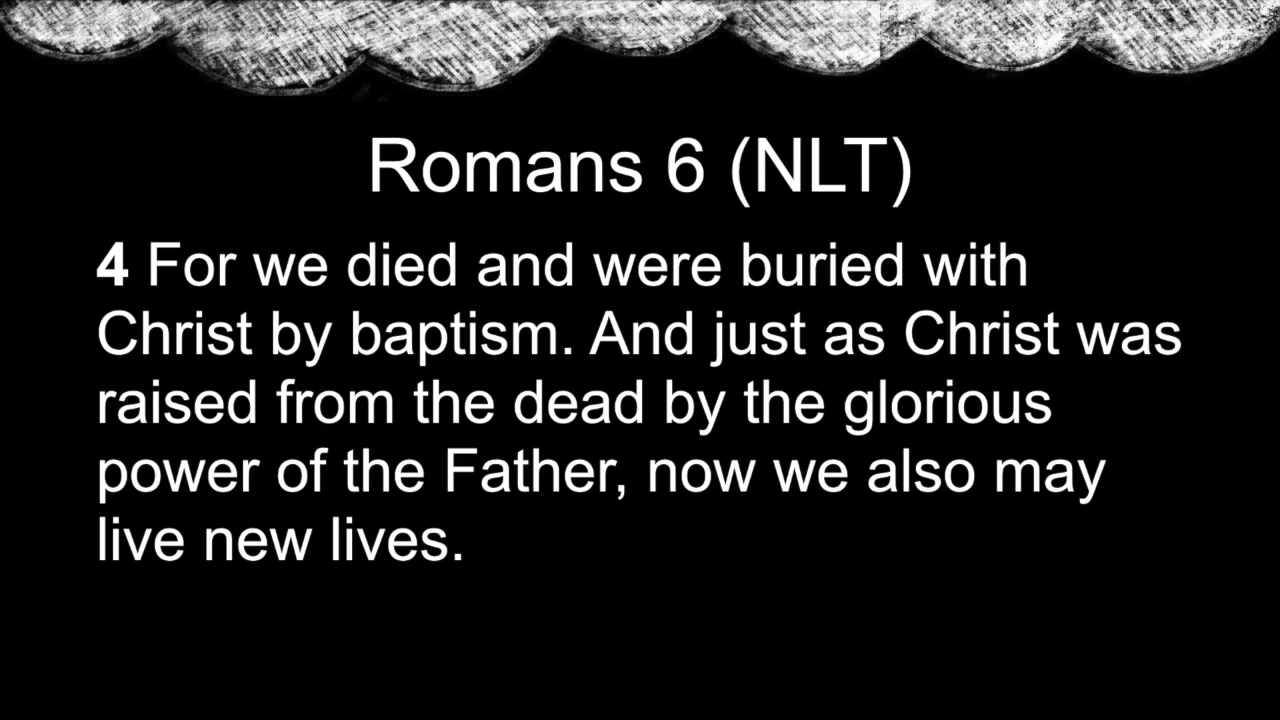 Romans 6 (NLT)
4 For we died and were buried with
Christ by baptism. And just as Christ was
raised from the dead by the glorious
power of the Father, now we also may
live new lives.